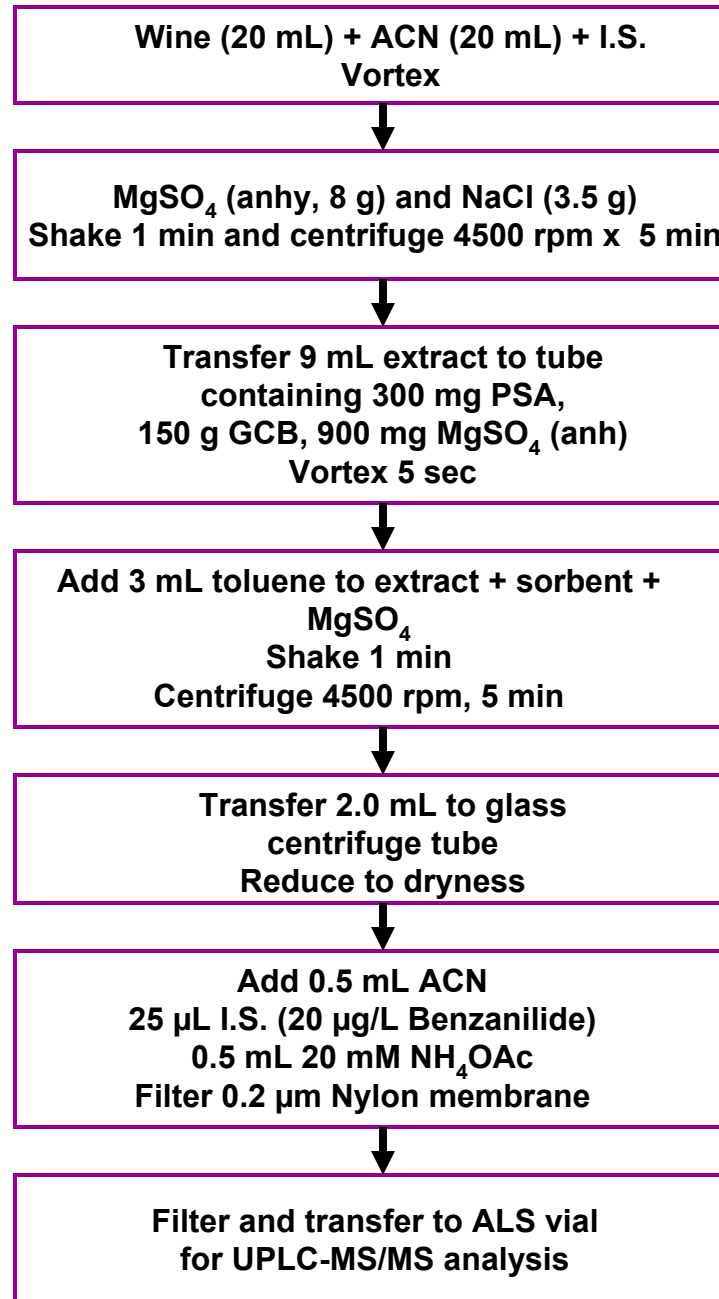 Wine (20 mL) + ACN (20 mL) + I.S.
Vortex
MgSO₄ (anhy, 8 g) and NaCl (3.5 g)
Shake 1 min and centrifuge 4500 rpm x 5 min
Transfer 9 mL extract to tube
containing 300 mg PSA,
150 g GCB, 900 mg MgSO₄ (anh)
Vortex 5 sec
Add 3 mL toluene to extract + sorbent +
MgSO₄
Shake 1 min
Centrifuge 4500 rpm, 5 min
Transfer 2.0 mL to glass
centrifuge tube
Reduce to dryness
Add 0.5 mL ACN
25 µL I.S. (20 µg/L Benzanilide)
0.5 mL 20 mM NH₄OAc
Filter 0.2 µm Nylon membrane
Filter and transfer to ALS vial
for UPLC-MS/MS analysis